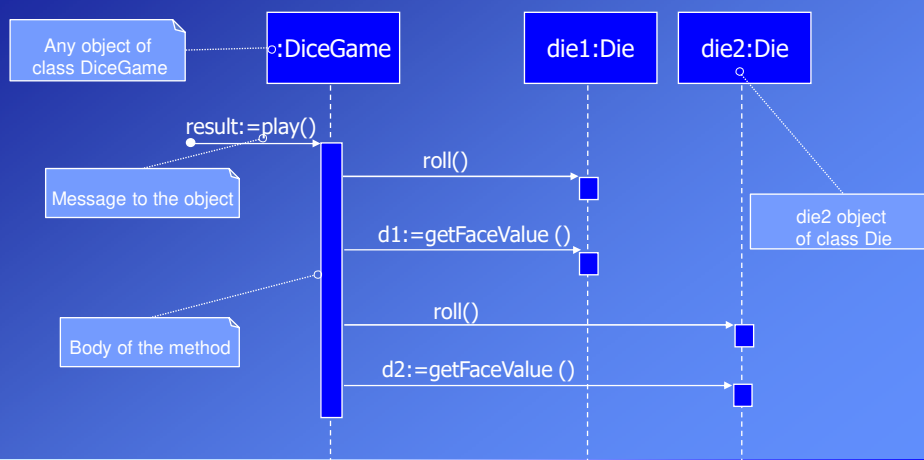 Any object of
class DiceGame
:DiceGame
die1:Die
die2:Die
result:=play()
roll()
Message to the object
die2 object
of class Die
d1:=getFaceValue ()
roll()
Body of the method
d2:=getFaceValue ()